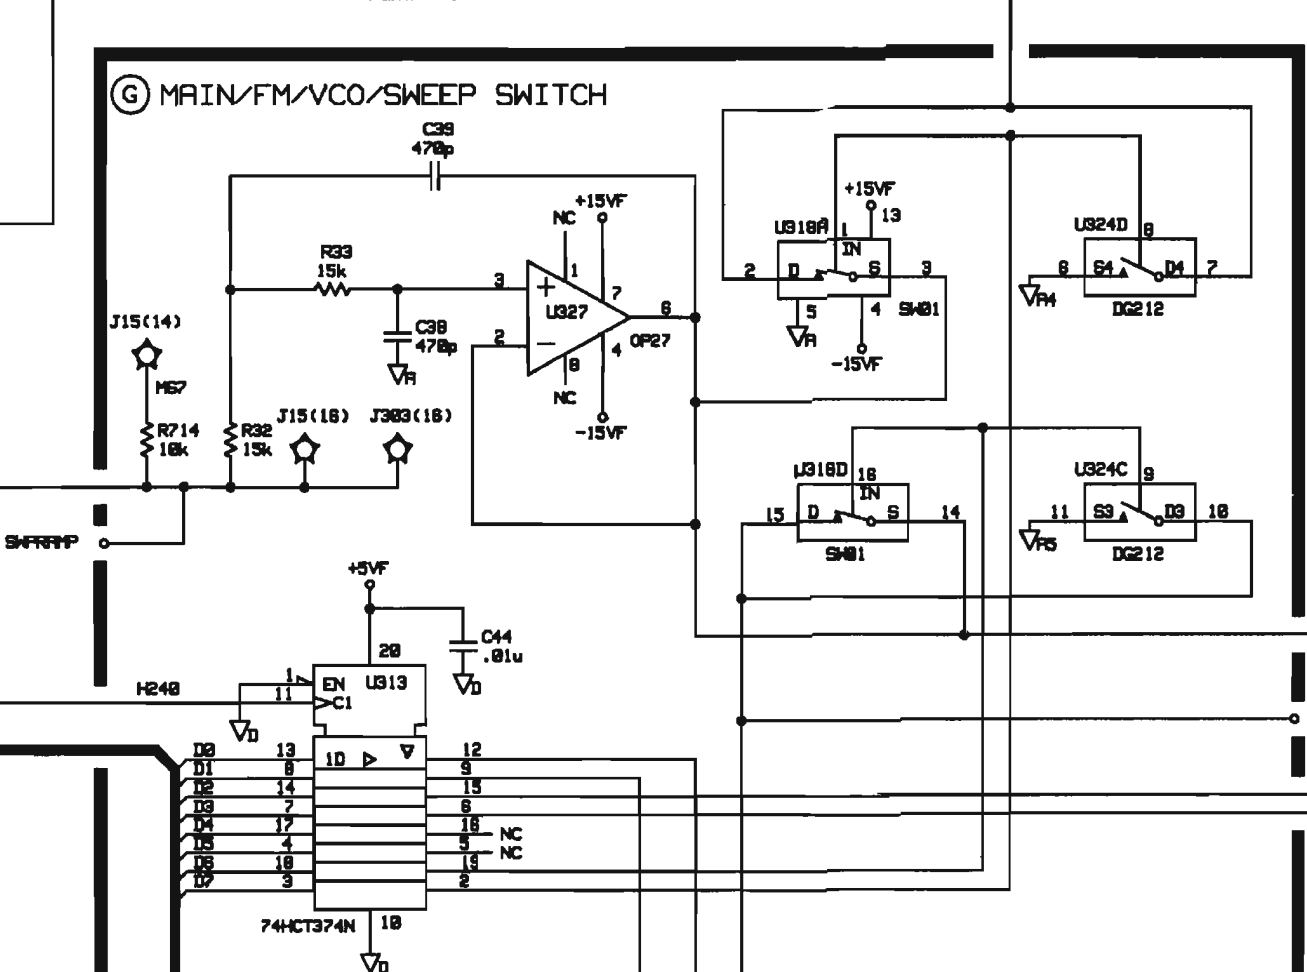 G MAIN/FM/VCO/SWEEP SWITCH
C39
470p
+15VF
NC
R33
15k
3
+
1
7
U327
6
2
−
OP27
4
8
NC
-15VF
C38
470p
A
J15(14)
MG7
R714
10k
R32
15k
J15(16)
J303(16)
SWPRAMP
+15VF
13
U318A
1
IN
2
D
S
3
5
4
SW01
A
-15VF
U324D
8
6
S4
D4
7
A4
DG212
U318D
16
IN
15
D
S
14
SW01
U324C
9
11
S3
D3
10
A5
DG212
+5VF
C44
.01u
20
D
H240
1
EN
U313
11
C1
D
D0
13
1D
12
D1
8
9
D2
14
15
D3
7
6
D4
17
16
NC
D5
4
5
NC
D6
18
19
D7
3
2
74HCT374N
10
D